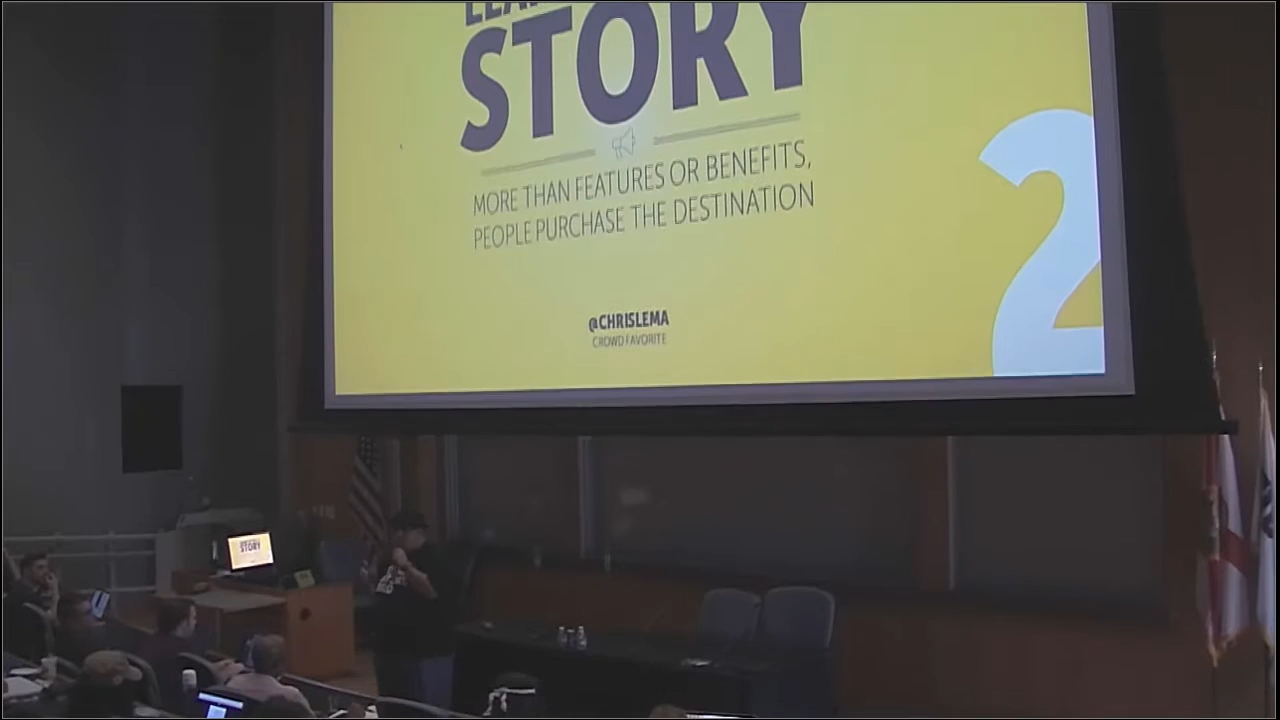 STORY
MORE THAN FEATURES OR BENEFITS,
PEOPLE PURCHASE THE DESTINATION
@CHRISLEMA
CROWD FAVORITE
2
STORY